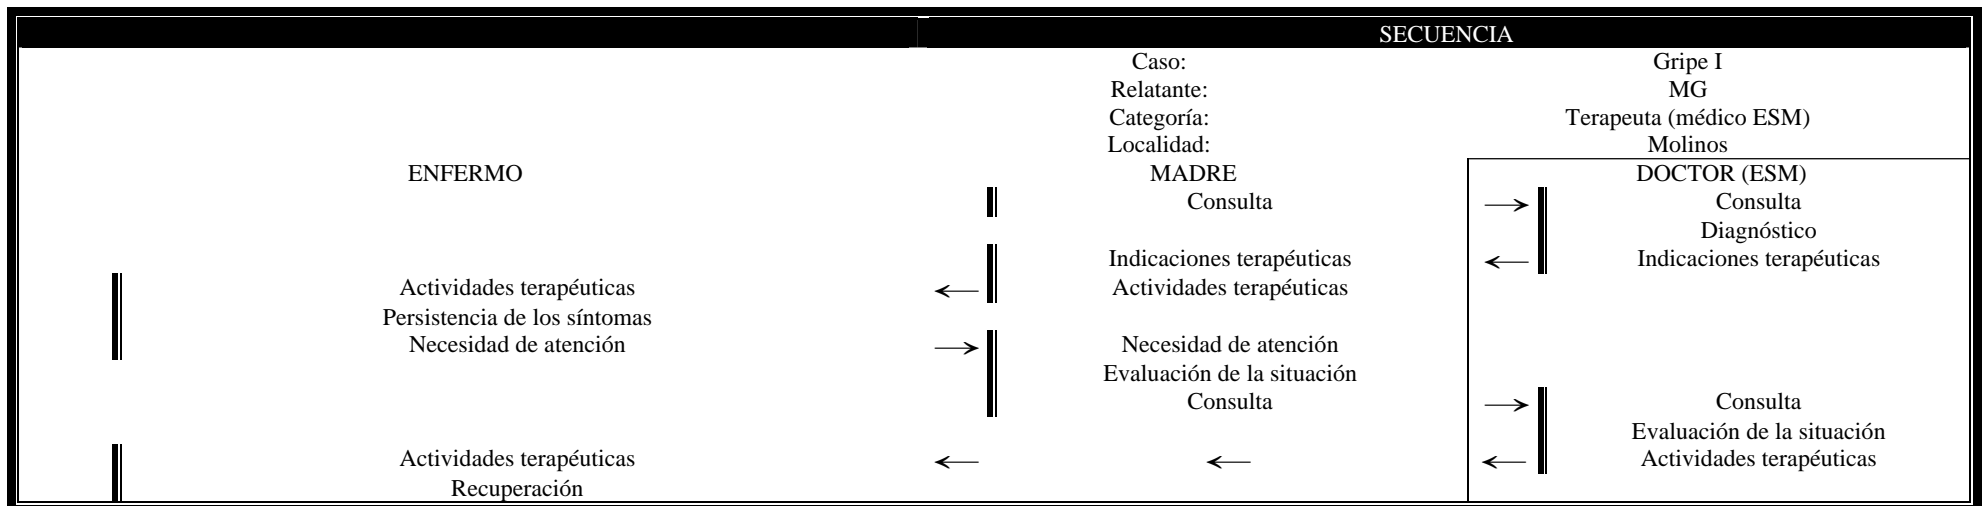 SECUENCIA
Caso: Gripe I
Relatante: MG
Categoría: Terapeuta (médico ESM)
Localidad: Molinos
ENFERMO MADRE DOCTOR (ESM)
Consulta → Consulta
Diagnóstico
Indicaciones terapéuticas ← Indicaciones terapéuticas
Actividades terapéuticas ← Actividades terapéuticas
Persistencia de los síntomas
Necesidad de atención → Necesidad de atención
Evaluación de la situación
Consulta → Consulta
Evaluación de la situación
Actividades terapéuticas ← ← ← Actividades terapéuticas
Recuperación